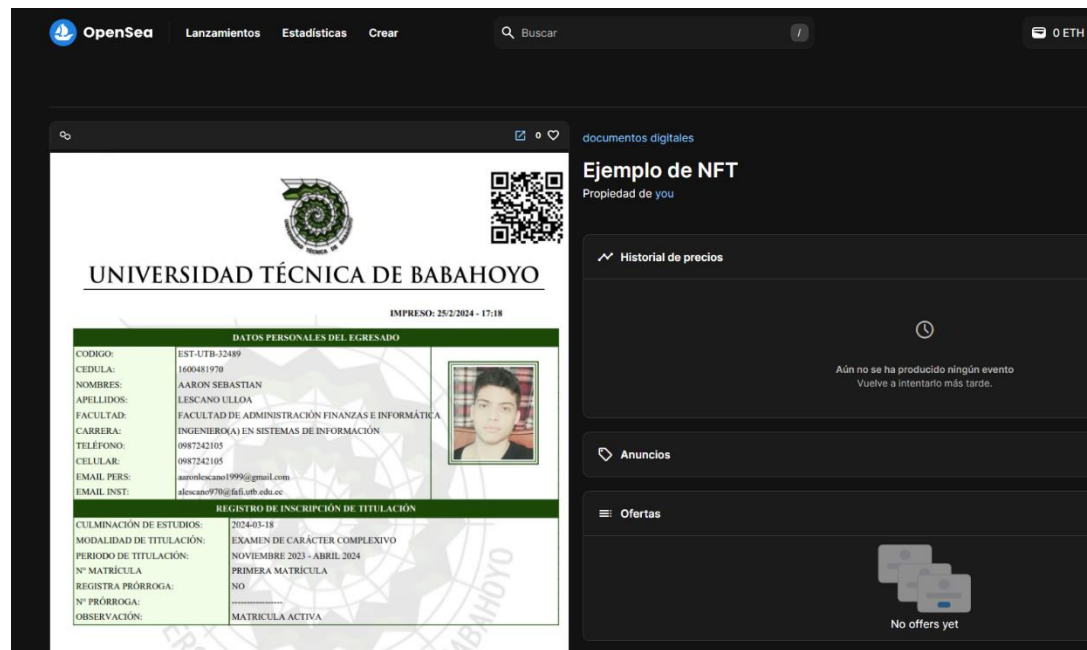 OpenSea Lanzamientos Estadísticas Crear Buscar / 0 ETH
0
UNIVERSIDAD TÉCNICA DE BABAHOYO
IMPRESO: 25/2/2024 - 17:18
DATOS PERSONALES DEL EGRESADO
CODIGO: EST-UTB-32489
CEDULA: 1600481970
NOMBRES: AARON SEBASTIAN
APELLIDOS: LESCANO ULLOA
FACULTAD: FACULTAD DE ADMINISTRACIÓN FINANZAS E INFORMÁTICA
CARRERA: INGENIERO(A) EN SISTEMAS DE INFORMACIÓN
TELÉFONO: 0987242105
CELULAR: 0987242105
EMAIL PERS: aaronlescano1999@gmail.com
EMAIL INST: alescano970@fafi.utb.edu.ec
REGISTRO DE INSCRIPCIÓN DE TITULACIÓN
CULMINACIÓN DE ESTUDIOS: 2024-03-18
MODALIDAD DE TITULACIÓN: EXAMEN DE CARÁCTER COMPLEXIVO
PERIODO DE TITULACIÓN: NOVIEMBRE 2023 - ABRIL 2024
Nº MATRÍCULA PRIMERA MATRÍCULA
REGISTRA PRÓRROGA: NO
Nº PRÓRROGA: -----------------
OBSERVACIÓN: MATRICULA ACTIVA
documentos digitales
Ejemplo de NFT
Propiedad de you
Historial de precios
Aún no se ha producido ningún evento
Vuelve a intentarlo más tarde.
Anuncios
Ofertas
No offers yet